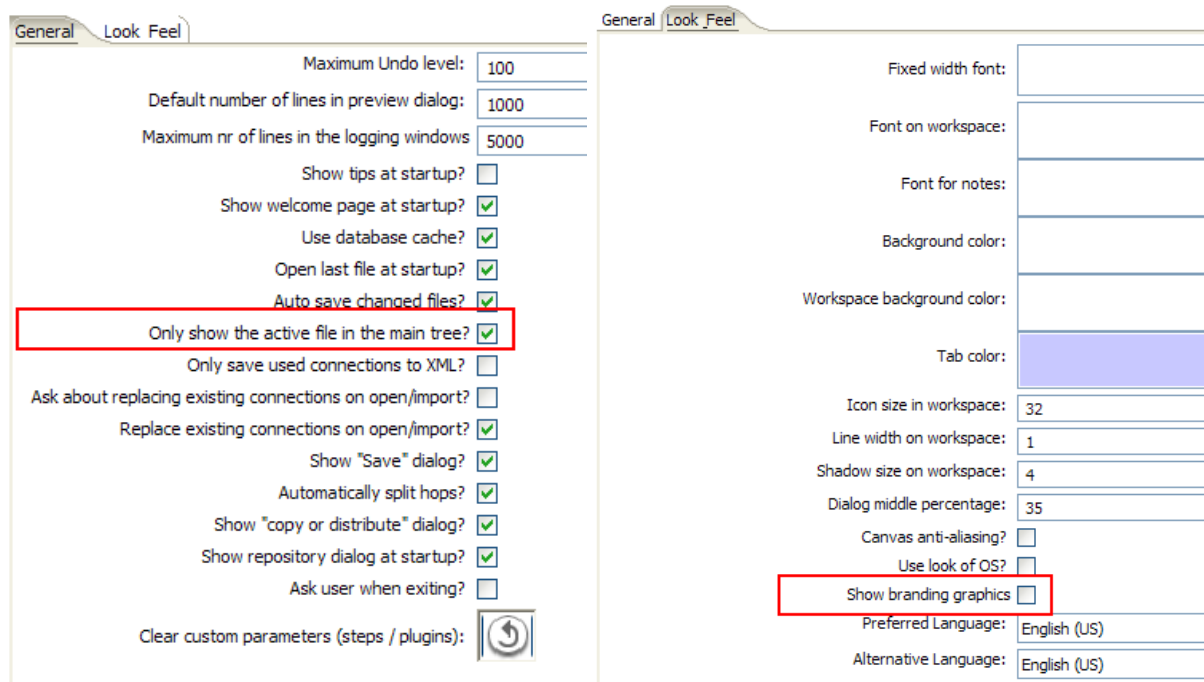 General Look Feel
Maximum Undo level: 100
Default number of lines in preview dialog: 1000
Maximum nr of lines in the logging windows 5000
Show tips at startup?
Show welcome page at startup?
Use database cache?
Open last file at startup?
Auto save changed files?
Only show the active file in the main tree?
Only save used connections to XML?
Ask about replacing existing connections on open/import?
Replace existing connections on open/import?
Show "Save" dialog?
Automatically split hops?
Show "copy or distribute" dialog?
Show repository dialog at startup?
Ask user when exiting?
Clear custom parameters (steps / plugins):
General Look _Feel
Fixed width font:
Font on workspace:
Font for notes:
Background color:
Workspace background color:
Tab color:
Icon size in workspace: 32
Line width on workspace: 1
Shadow size on workspace: 4
Dialog middle percentage: 35
Canvas anti-aliasing?
Use look of OS?
Show branding graphics
Preferred Language: English (US)
Alternative Language: English (US)